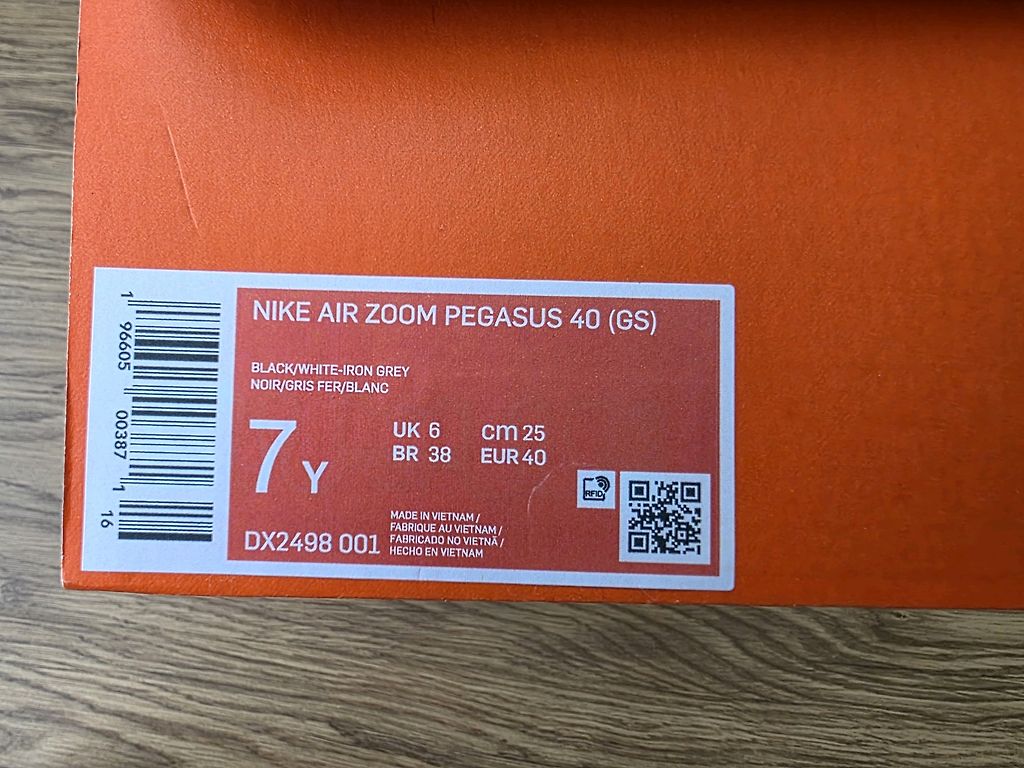 NIKE AIR ZOOM PEGASUS 40 (GS)
BLACK/WHITE-IRON GREY
NOIR/GRIS FER/BLANC
7 Y
UK 6 cm 25
BR 38 EUR 40
DX2498 001
MADE IN VIETNAM /
FABRIQUE AU VIETNAM /
FABRICADO NO VIETNÃ /
HECHO EN VIETNAM
RFID
1 96605 00387 1
16